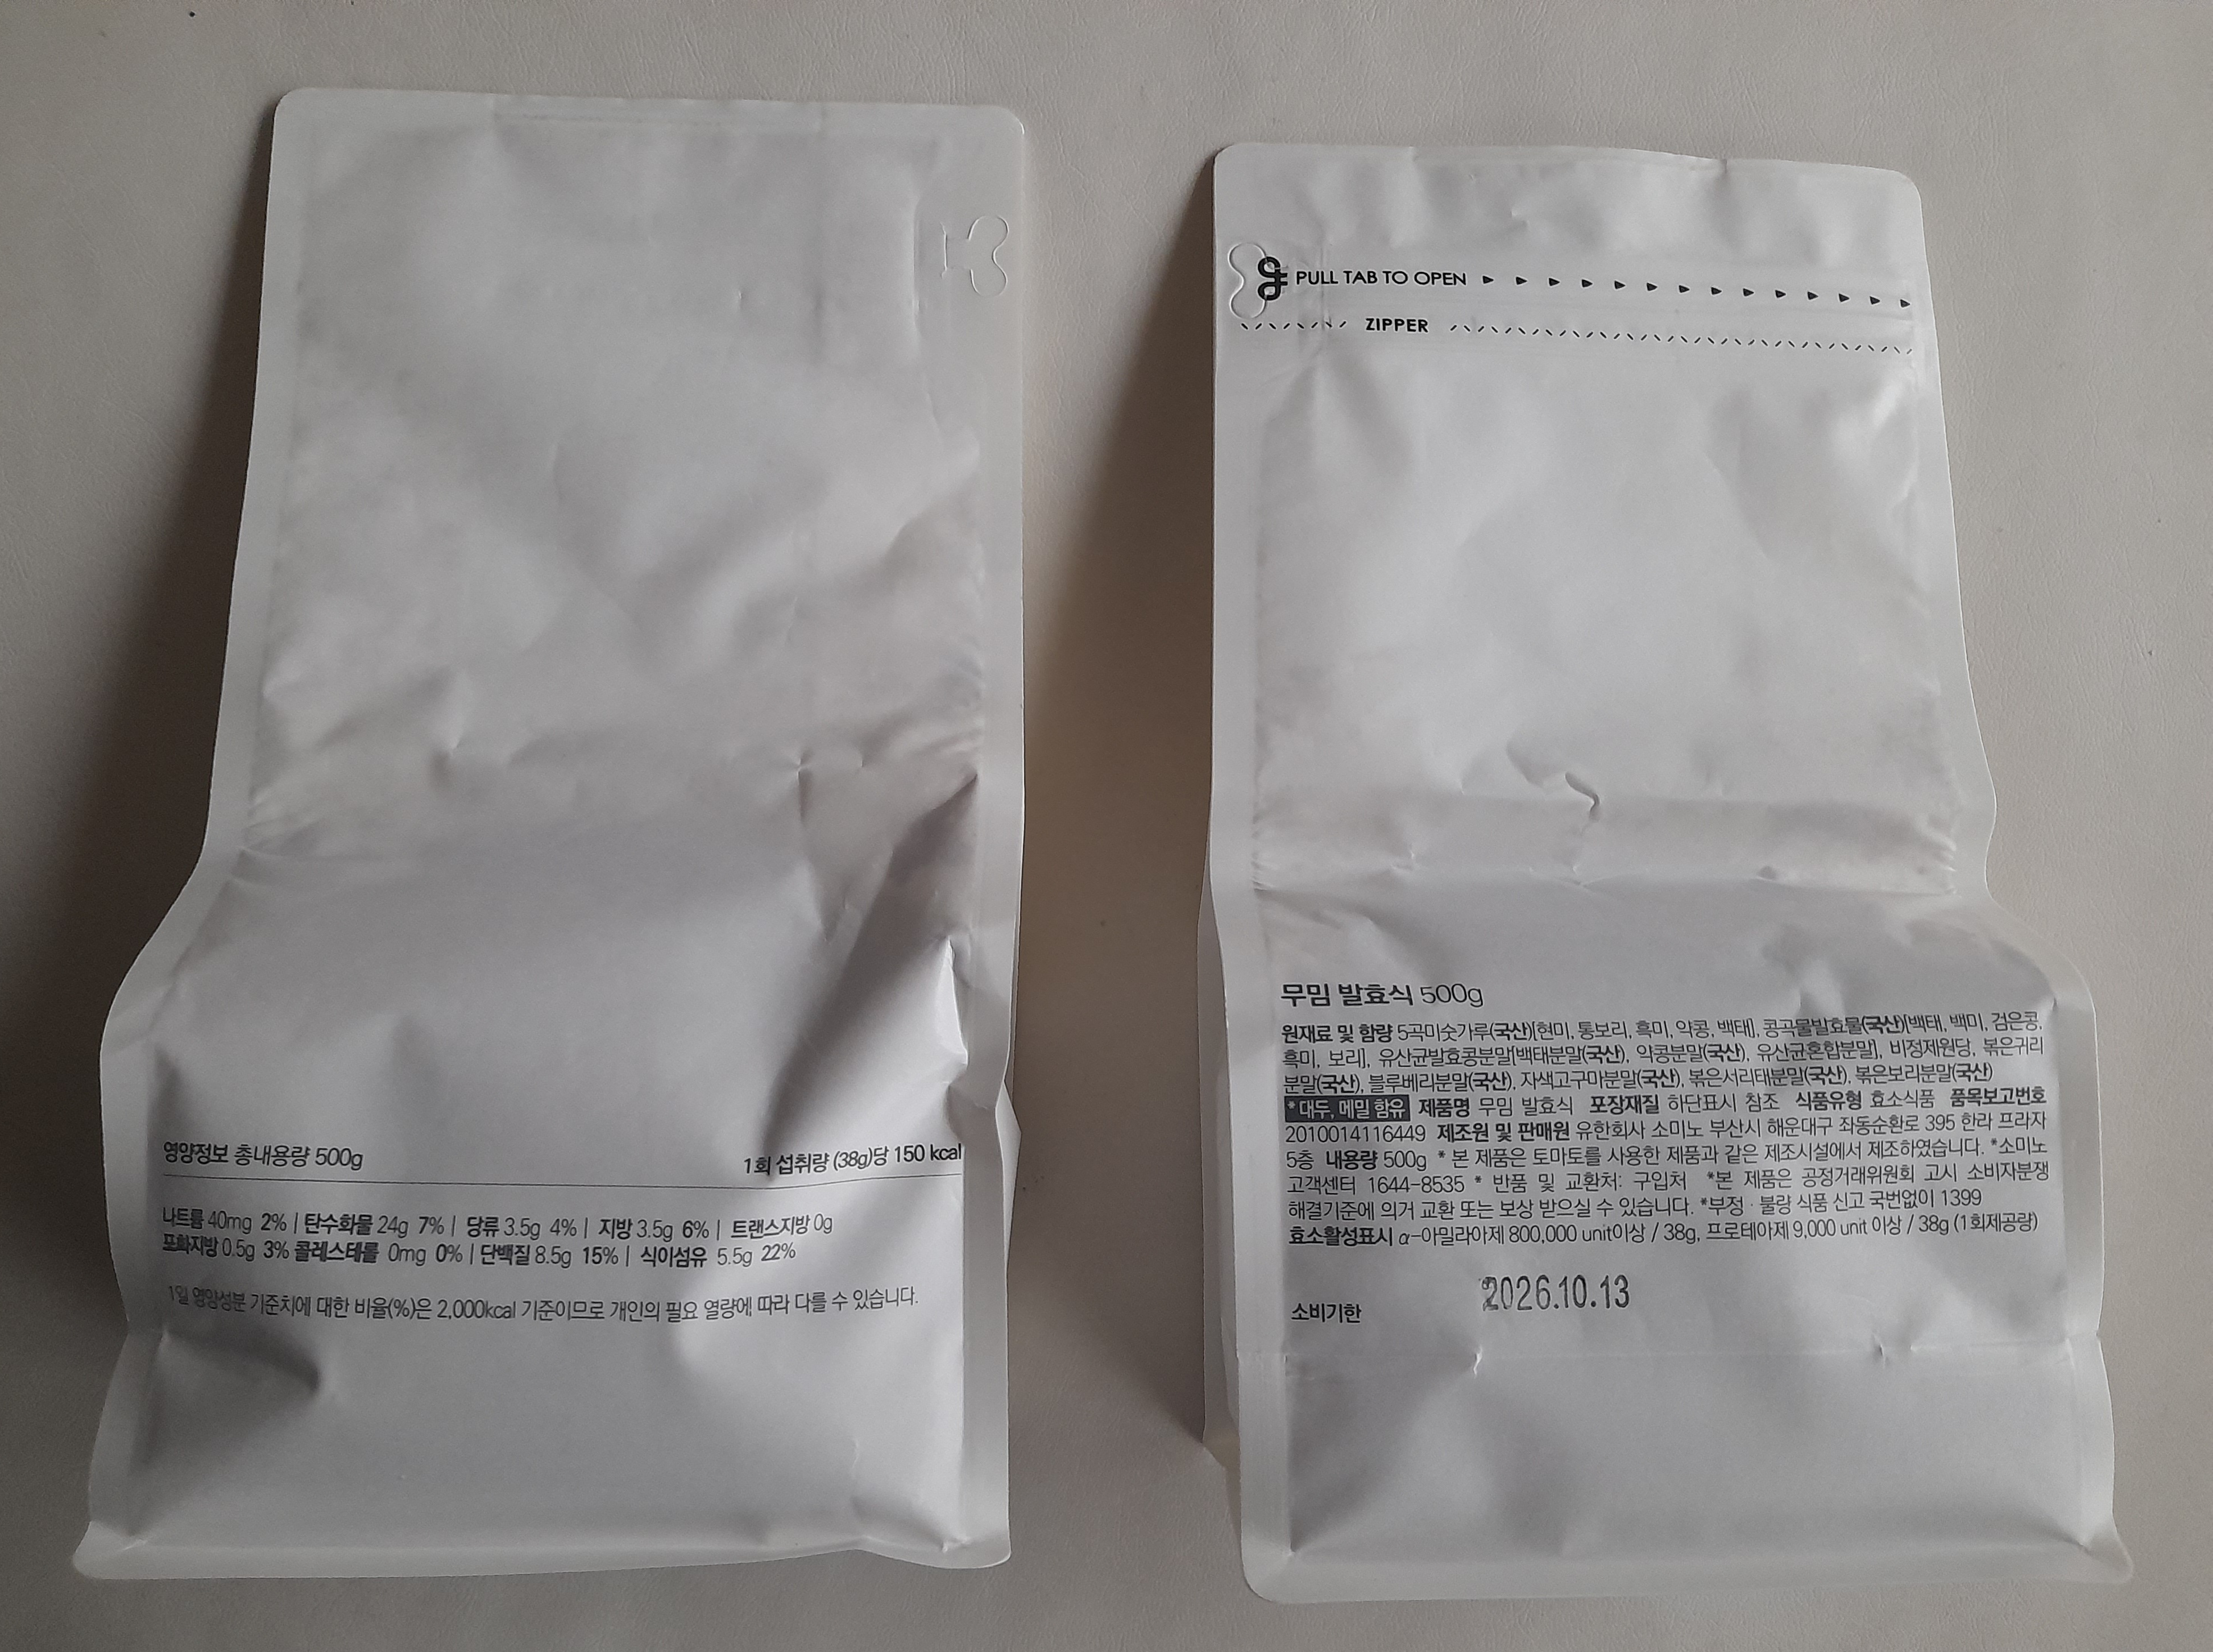 영양정보 총내용량 500g
1회 섭취량 (38g)당 150 kcal
나트륨 40mg 2% | 탄수화물 24g 7% | 당류 3.5g 4% | 지방 3.5g 6% | 트랜스지방 0g
포화지방 0.5g 3% 콜레스테롤 0mg 0% | 단백질 8.5g 15% | 식이섬유 5.5g 22%
1일 영양성분 기준치에 대한 비율(%)은 2,000kcal 기준이므로 개인의 필요 열량에 따라 다를 수 있습니다.
PULL TAB TO OPEN
ZIPPER
무밈 발효식 500g
원재료 및 함량 5곡미숫가루(국산)[현미, 통보리, 흑미, 약콩, 백태], 콩곡물발효물(국산)[백태, 백미, 검은콩,
흑미, 보리], 유산균발효콩분말[백태분말(국산), 약콩분말(국산), 유산균혼합분말], 비정제원당, 볶은귀리
분말(국산), 블루베리분말(국산), 자색고구마분말(국산), 볶은서리태분말(국산), 볶은보리분말(국산)
*대두, 메밀 함유 제품명 무밈 발효식 포장재질 하단표시 참조 식품유형 효소식품 품목보고번호
2010014116449 제조원 및 판매원 유한회사 소미노 부산시 해운대구 좌동순환로 395 한라 프라자
5층 내용량 500g * 본 제품은 토마토를 사용한 제품과 같은 제조시설에서 제조하였습니다. *소미노
고객센터 1644-8535 * 반품 및 교환처: 구입처 *본 제품은 공정거래위원회 고시 소비자분쟁
해결기준에 의거 교환 또는 보상 받으실 수 있습니다. *부정 · 불량 식품 신고 국번없이 1399
효소활성표시 α-아밀라아제 800,000 unit이상 / 38g, 프로테아제 9,000 unit 이상 / 38g (1회제공량)
2026.10.13
소비기한